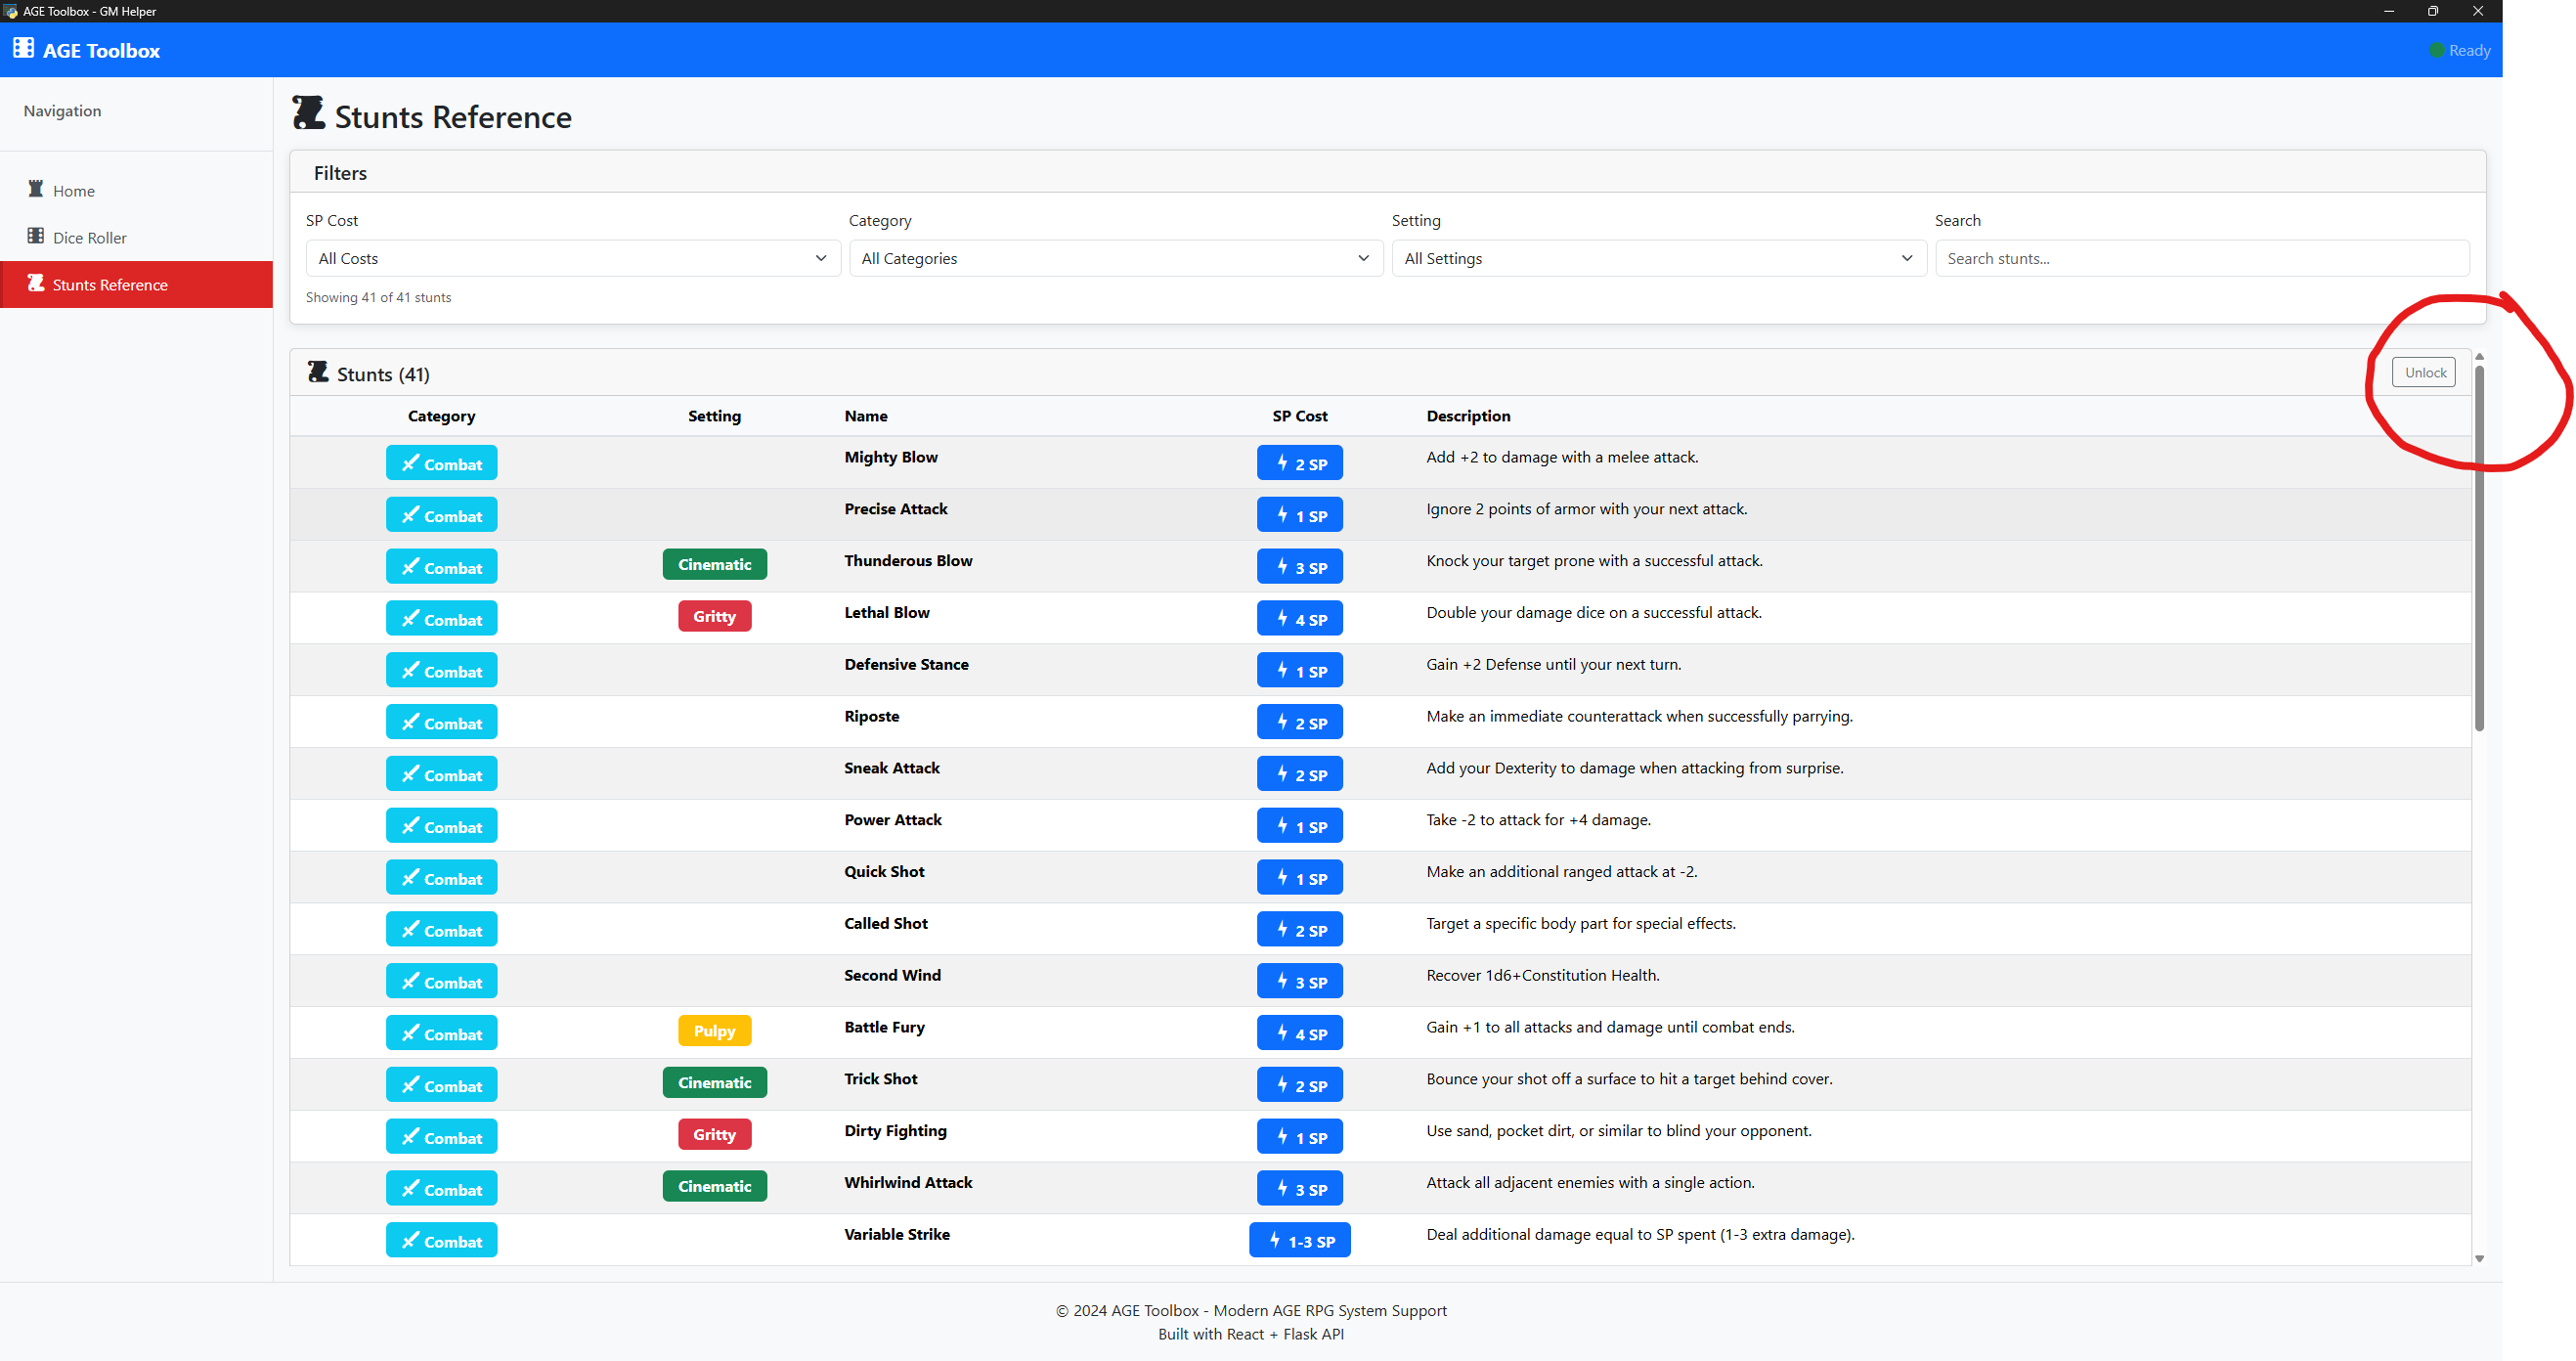 AGE Toolbox - GM Helper
AGE Toolbox
Ready
Navigation
Home
Dice Roller
Stunts Reference
Stunts Reference
Filters
SP Cost Category Setting Search
All Costs All Categories All Settings Search stunts...
Showing 41 of 41 stunts
Stunts (41) Unlock
Category Setting Name SP Cost Description
Combat Mighty Blow 2 SP Add +2 to damage with a melee attack.
Combat Precise Attack 1 SP Ignore 2 points of armor with your next attack.
Combat Cinematic Thunderous Blow 3 SP Knock your target prone with a successful attack.
Combat Gritty Lethal Blow 4 SP Double your damage dice on a successful attack.
Combat Defensive Stance 1 SP Gain +2 Defense until your next turn.
Combat Riposte 2 SP Make an immediate counterattack when successfully parrying.
Combat Sneak Attack 2 SP Add your Dexterity to damage when attacking from surprise.
Combat Power Attack 1 SP Take -2 to attack for +4 damage.
Combat Quick Shot 1 SP Make an additional ranged attack at -2.
Combat Called Shot 2 SP Target a specific body part for special effects.
Combat Second Wind 3 SP Recover 1d6+Constitution Health.
Combat Pulpy Battle Fury 4 SP Gain +1 to all attacks and damage until combat ends.
Combat Cinematic Trick Shot 2 SP Bounce your shot off a surface to hit a target behind cover.
Combat Gritty Dirty Fighting 1 SP Use sand, pocket dirt, or similar to blind your opponent.
Combat Cinematic Whirlwind Attack 3 SP Attack all adjacent enemies with a single action.
Combat Variable Strike 1-3 SP Deal additional damage equal to SP spent (1-3 extra damage).
© 2024 AGE Toolbox - Modern AGE RPG System Support
Built with React + Flask API